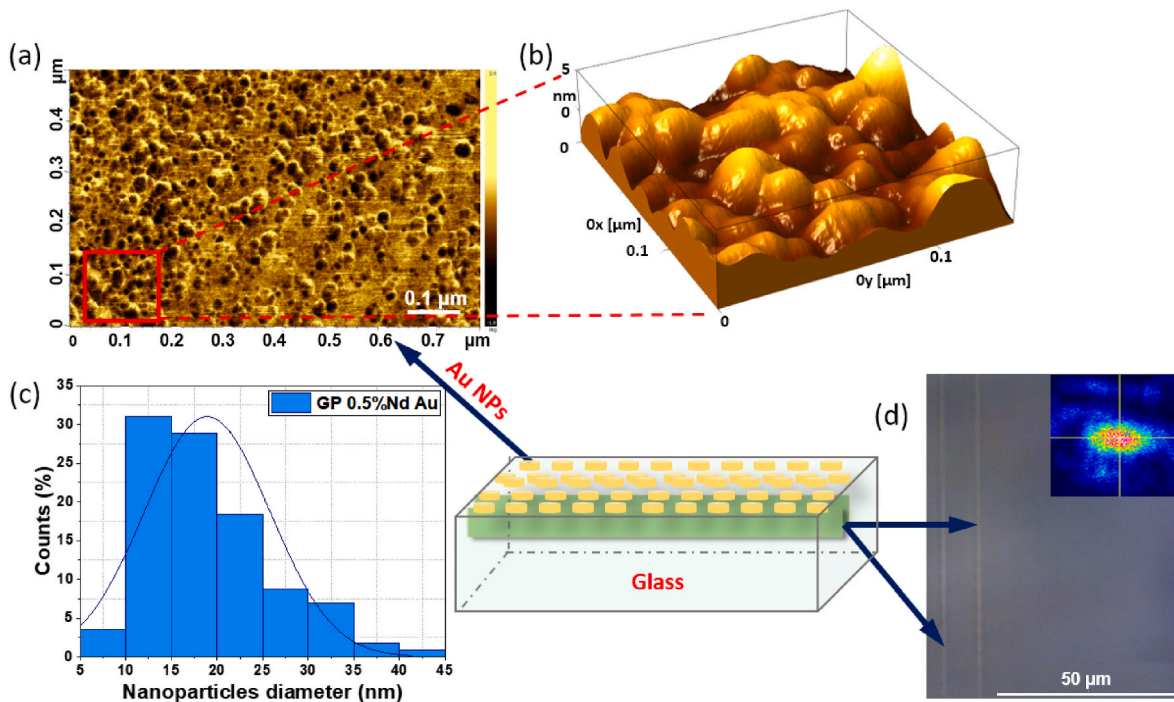 (a)
µm
0.4
0.3
0.2
0.1
0
0.1 µm
0 0.1 0.2 0.3 0.4 0.5 0.6 0.7 µm
(b)
5
nm
0
0
0x [µm]
0.1
0
0y [µm]
0.1
Au NPs
(c)
GP 0.5%Nd Au
Counts (%)
35
30
25
20
15
10
5
0
5 10 15 20 25 30 35 40 45
Nanoparticles diameter (nm)
Glass
(d)
50 µm